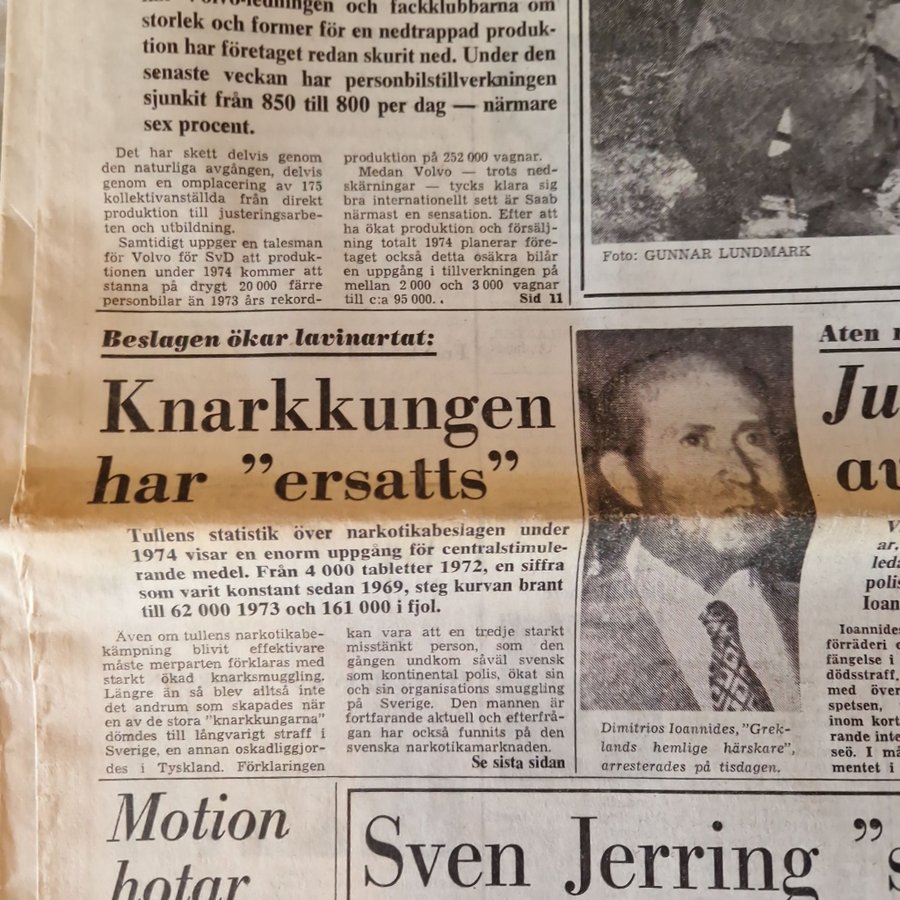 Volvo-ledningen och fackklubbarna om
storlek och former för en nedtrappad produk-
tion har företaget redan skurit ned. Under den
senaste veckan har personbilstillverkningen
sjunkit från 850 till 800 per dag — närmare
sex procent.
Det har skett delvis genom
den naturliga avgången, delvis
genom en omplacering av 175
kollektivanställda från direkt
produktion till justeringsarbe-
ten och utbildning.
Samtidigt uppger en talesman
för Volvo för SvD att produk-
tionen under 1974 kommer att
stanna på drygt 20 000 färre
personbilar än 1973 års rekord-
produktion på 252 000 vagnar.
Medan Volvo — trots ned-
skärningar — tycks klara sig
bra internationellt sett är Saab
närmast en sensation. Efter att
ha ökat produktion och försälj-
ning totalt 1974 planerar före-
taget också detta osäkra bilår
en uppgång i tillverkningen på
mellan 2 000 och 3 000 vagnar
till c:a 95 000. . Sid 11
Foto: GUNNAR LUNDMARK
Beslagen ökar lavinartat:
Knarkkungen
har ”ersatts”
Tullens statistik över narkotikabeslagen under
1974 visar en enorm uppgång för centralstimule-
rande medel. Från 4 000 tabletter 1972, en siffra
som varit konstant sedan 1969, steg kurvan brant
till 62 000 1973 och 161 000 i fjol.
Även om tullens narkotikabe-
kämpning blivit effektivare
måste merparten förklaras med
starkt ökad knarksmuggling.
Längre än så blev alltså inte
det andrum som skapades när
en av de stora ”knarkkungarna”
dömdes till långvarigt straff i
Sverige, en annan oskadliggjor-
des i Tyskland. Förklaringen
kan vara att en tredje starkt
misstänkt person, som den
gången undkom såväl svensk
som kontinental polis, ökat sin
och sin organisations smuggling
på Sverige. Den mannen är
fortfarande aktuell och efterfrå-
gan har också funnits på den
svenska narkotikamarknaden.
Se sista sidan
Dimitrios Ioannides, ”Grek-
lands hemlige härskare”,
arresterades på tisdagen.
Aten
Ju
av
V
ar.
leda
polis
Ioan
Ioannides
förräderi
fängelse i
dödsstraff.
med över
spetsen,
inom kort
rande inte
seö. I må
mentet i
Motion
hotar
Sven Jerring ”s